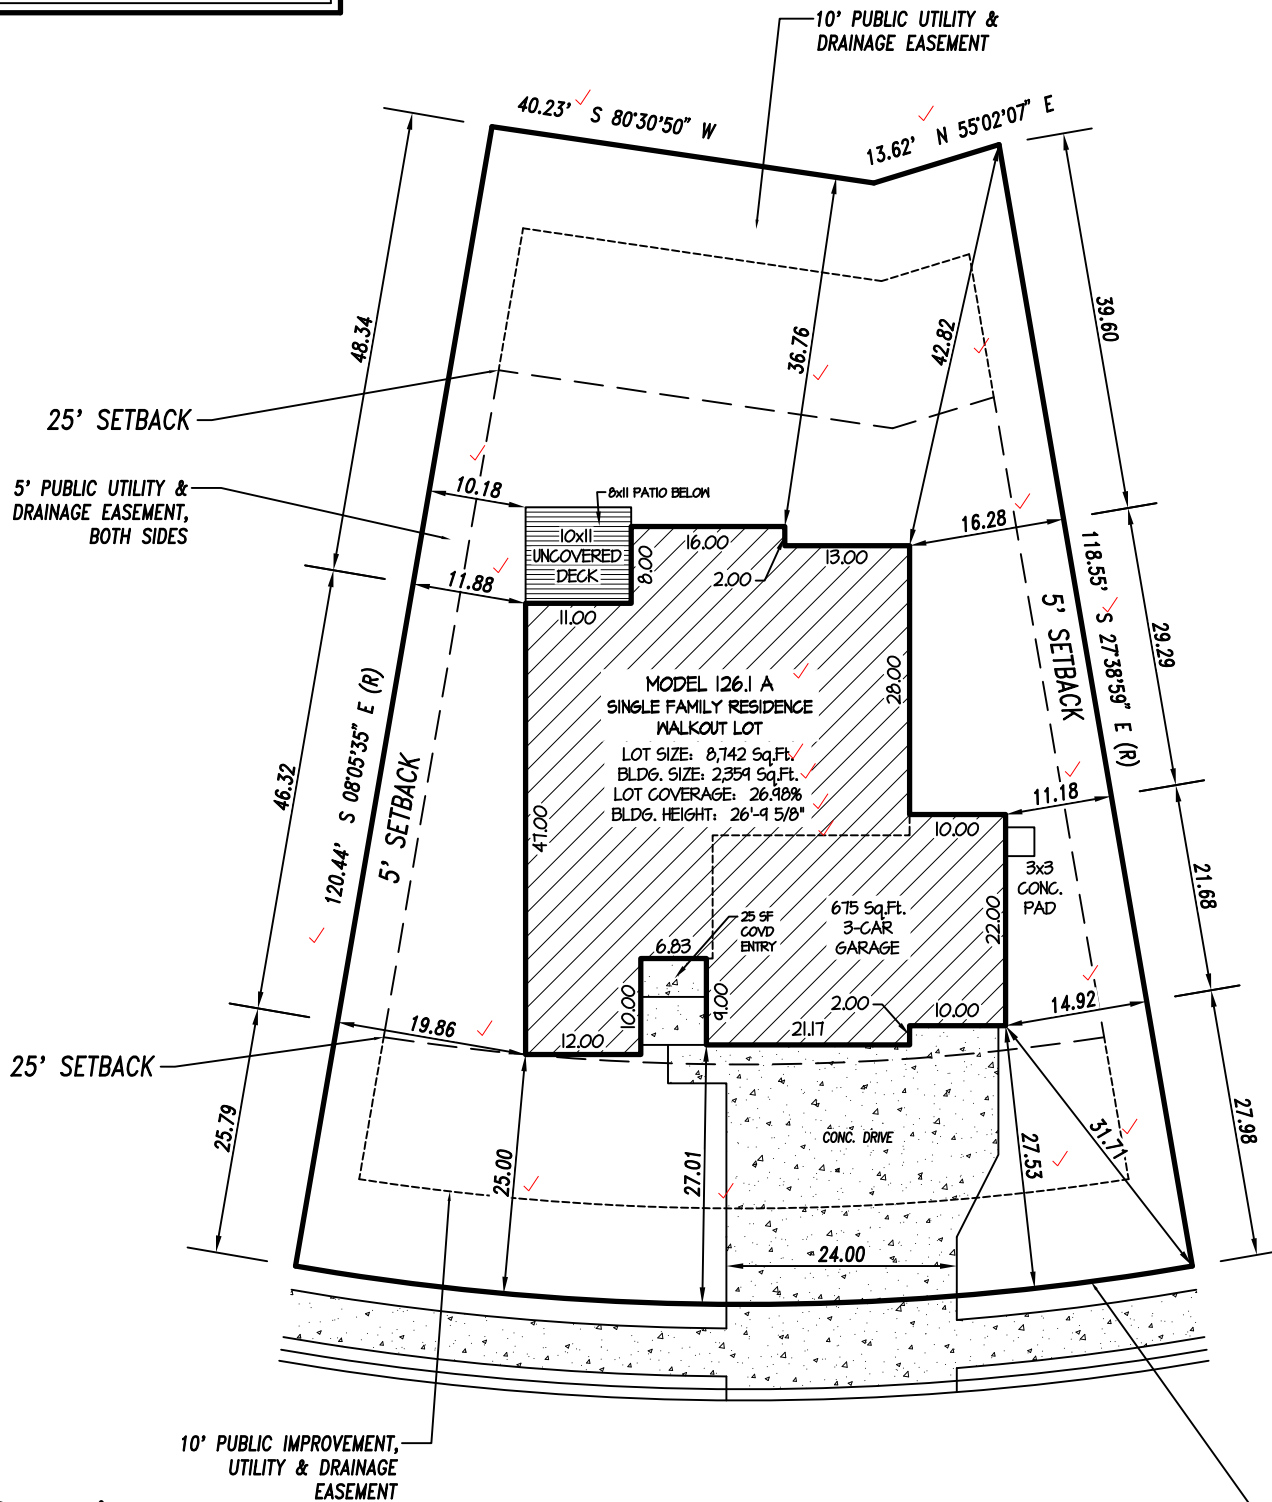 10' PUBLIC UTILITY &
DRAINAGE EASEMENT
40.23' S 80°30'50" W
13.62' N 55°02'07" E
48.34
36.76
42.82
39.60
25' SETBACK
5' PUBLIC UTILITY &
DRAINAGE EASEMENT,
BOTH SIDES
10.18
8x11 PATIO BELOW
16.28
10x11
UNCOVERED
DECK
16.00
8.00
2.00
13.00
11.88
11.00
118.55' S 27°38'59" E (R)
5' SETBACK
29.29
28.00
MODEL 126.1 A
SINGLE FAMILY RESIDENCE
WALKOUT LOT
LOT SIZE: 8,742 Sq.Ft.
BLDG. SIZE: 2,359 Sq.Ft.
LOT COVERAGE: 26.98%
BLDG. HEIGHT: 26'-9 5/8"
120.44' S 08°05'35" E (R)
5' SETBACK
46.32
47.00
11.18
10.00
3x3
CONC.
PAD
21.68
675 Sq.Ft.
3-CAR
GARAGE
22.00
25 SF
COVD
ENTRY
6.83
10.00
9.00
2.00
10.00
14.92
19.86
12.00
21.17
25' SETBACK
25.79
25.00
27.01
CONC. DRIVE
27.53
31.71
27.98
24.00
10' PUBLIC IMPROVEMENT,
UTILITY & DRAINAGE
EASEMENT